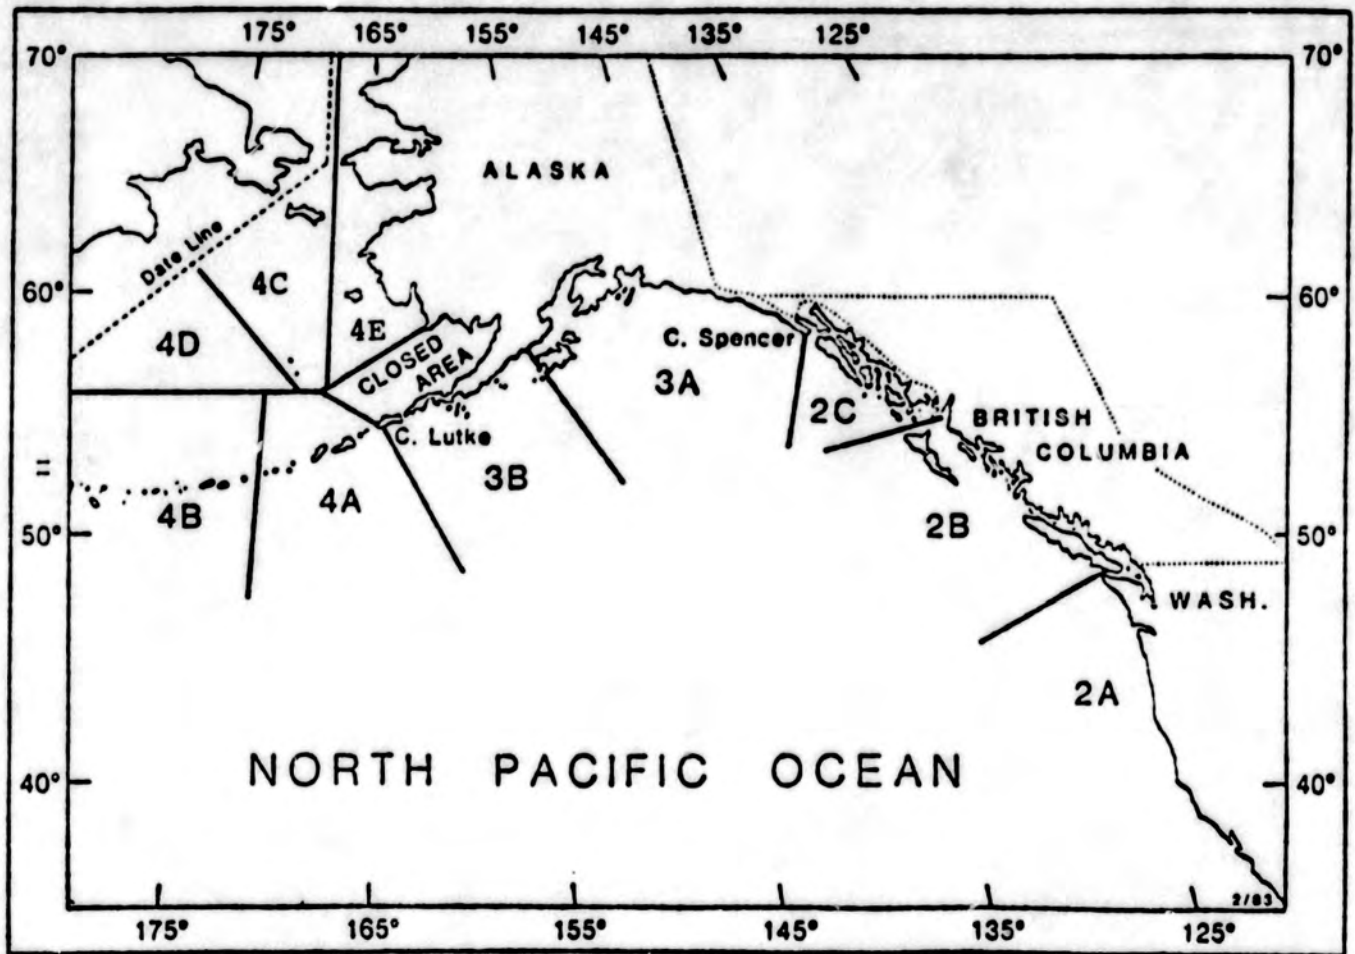 175° 165° 155° 145° 135° 125°
70° 70°
ALASKA
Date Line
4C
60° 60°
4E
4D
C. Spencer
CLOSED
AREA
3A
2C
BRITISH
C. Lutke
COLUMBIA
3B
4A
4B
2B
50° 50°
WASH.
2A
NORTH PACIFIC OCEAN
40° 40°
2/83
175° 165° 155° 145° 135° 125°